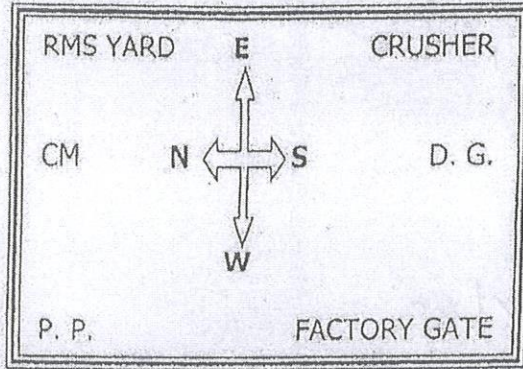 RMS YARD E CRUSHER
CM N S D. G.
W
P. P. FACTORY GATE